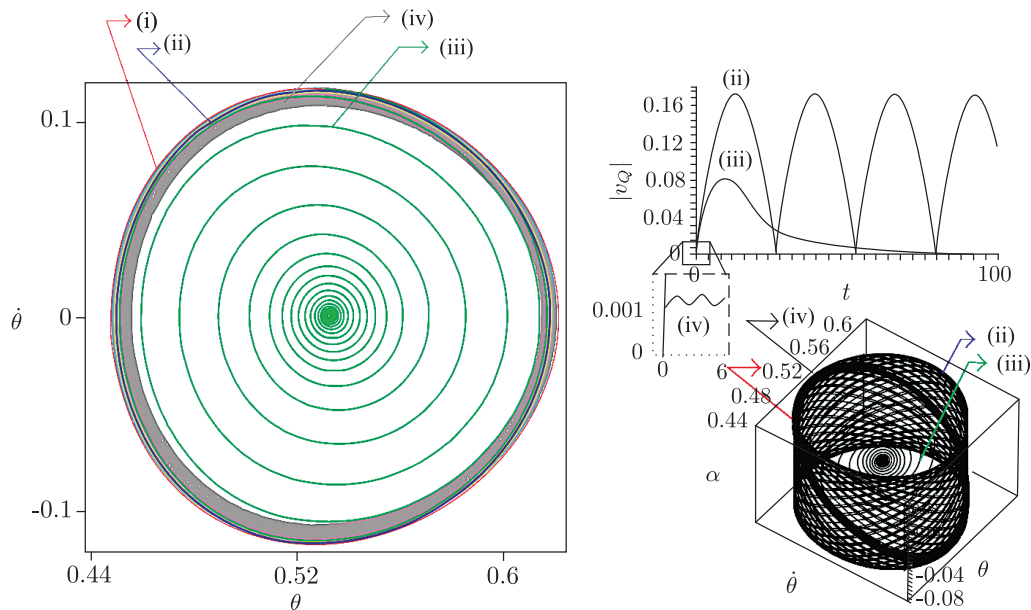 (i)
(ii)
(iv)
(iii)
0.1
0
-0.1
θ̇
0.44
0.52
0.6
θ
(ii)
(iii)
0.16
0.12
0.08
0.04
0
|v_Q|
0
100
t
0.001
0
(iv)
0
6
(iv)
0.6
0.56
0.52
0.48
0.44
(ii)
(iii)
α
θ̇
θ
-0.04
-0.08